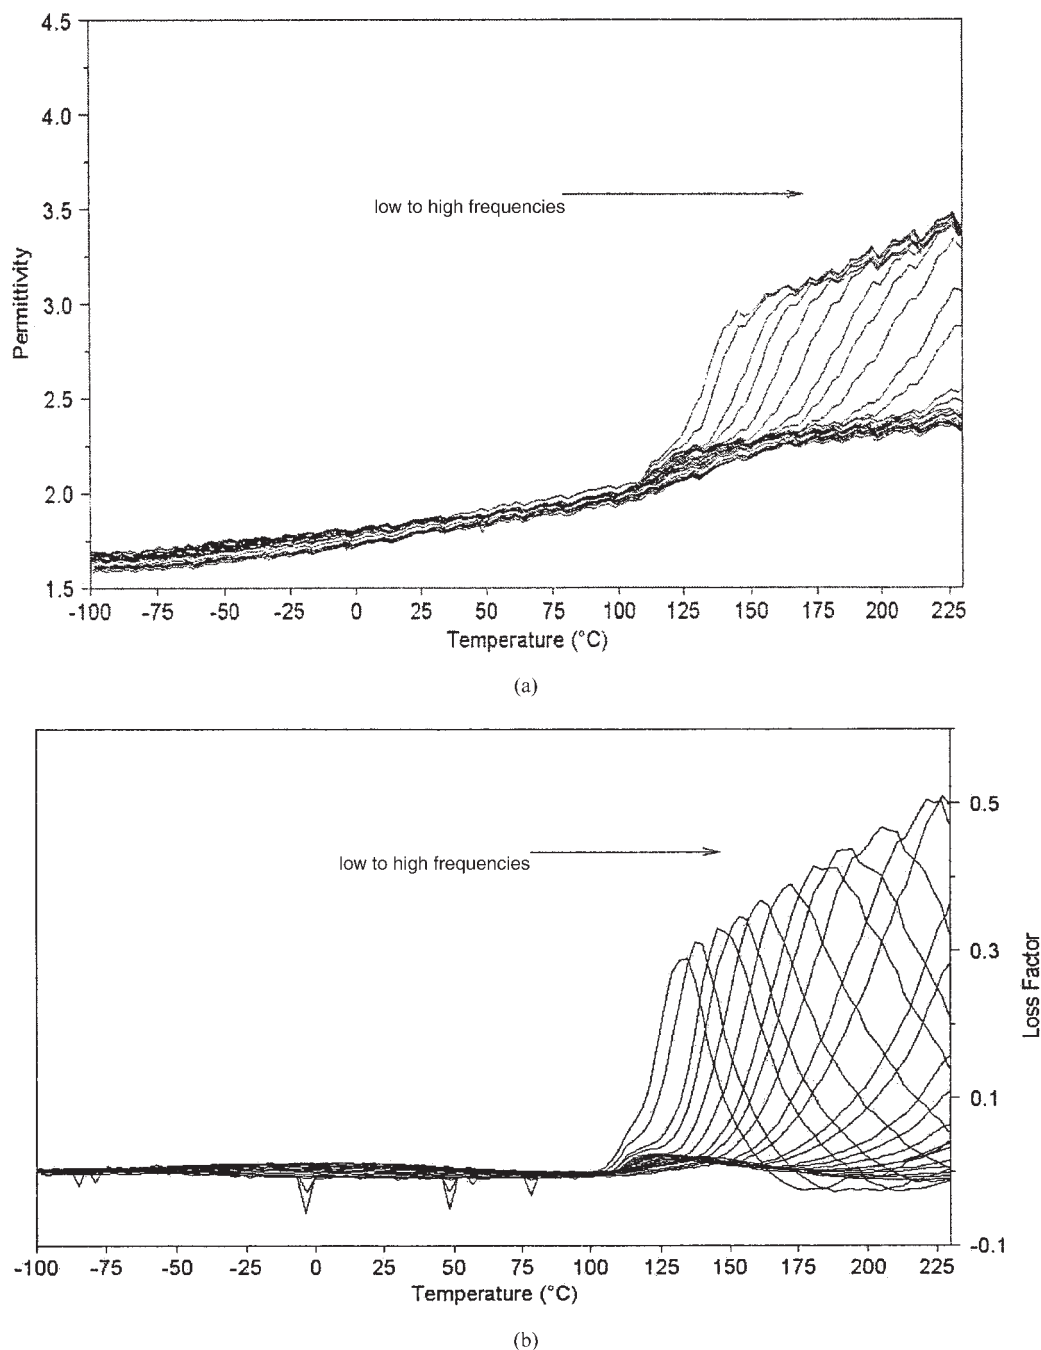 4.5
4.0
3.5
low to high frequencies
Permittivity
3.0
2.5
2.0
1.5
-100 -75 -50 -25 0 25 50 75 100 125 150 175 200 225
Temperature (°C)
(a)
0.5
low to high frequencies
0.3
Loss Factor
0.1
-0.1
-100 -75 -50 -25 0 25 50 75 100 125 150 175 200 225
Temperature (°C)
(b)